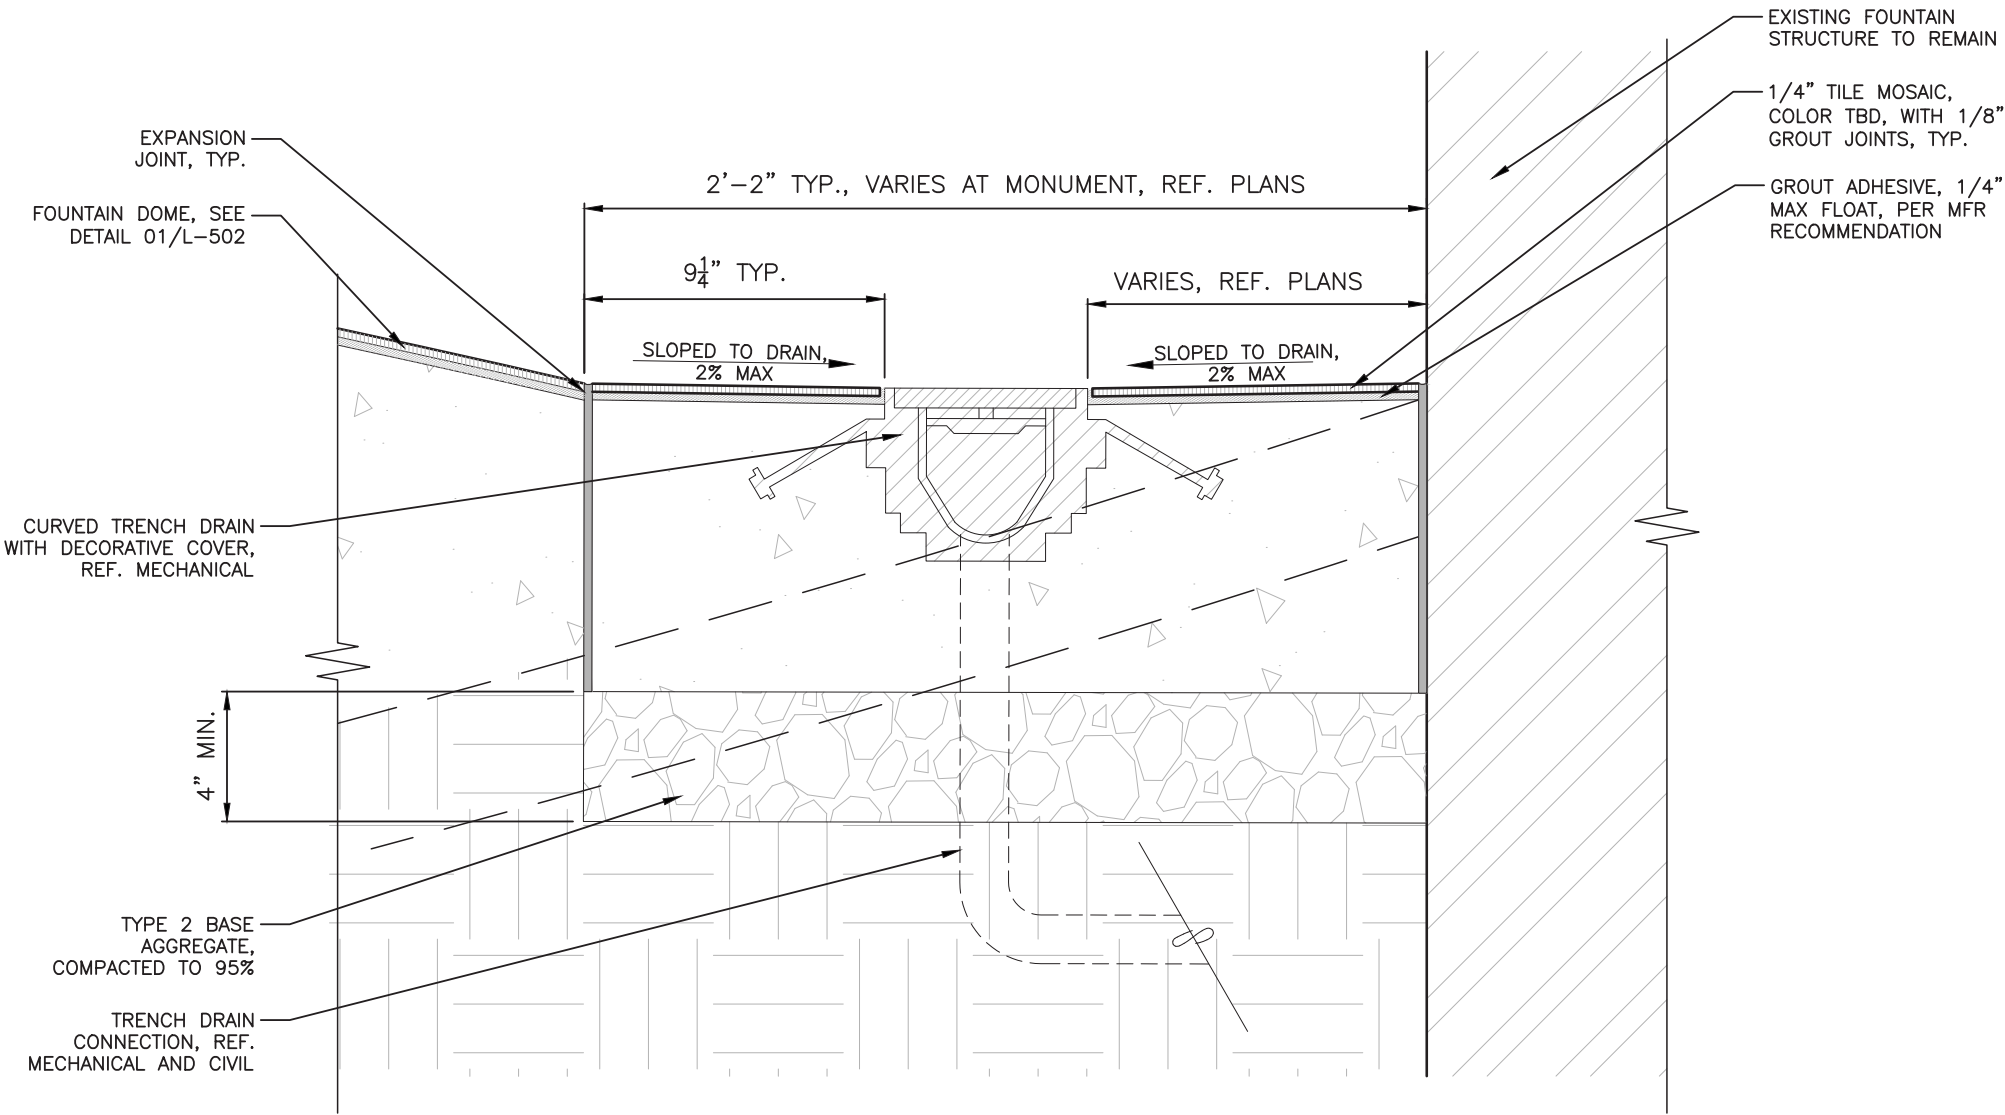 EXISTING FOUNTAIN
STRUCTURE TO REMAIN
1/4” TILE MOSAIC,
COLOR TBD, WITH 1/8”
GROUT JOINTS, TYP.
GROUT ADHESIVE, 1/4”
MAX FLOAT, PER MFR
RECOMMENDATION
EXPANSION
JOINT, TYP.
FOUNTAIN DOME, SEE
DETAIL 01/L-502
2’-2” TYP., VARIES AT MONUMENT, REF. PLANS
9 1/4” TYP.
VARIES, REF. PLANS
SLOPED TO DRAIN,
2% MAX
SLOPED TO DRAIN,
2% MAX
CURVED TRENCH DRAIN
WITH DECORATIVE COVER,
REF. MECHANICAL
4” MIN.
TYPE 2 BASE
AGGREGATE,
COMPACTED TO 95%
TRENCH DRAIN
CONNECTION, REF.
MECHANICAL AND CIVIL